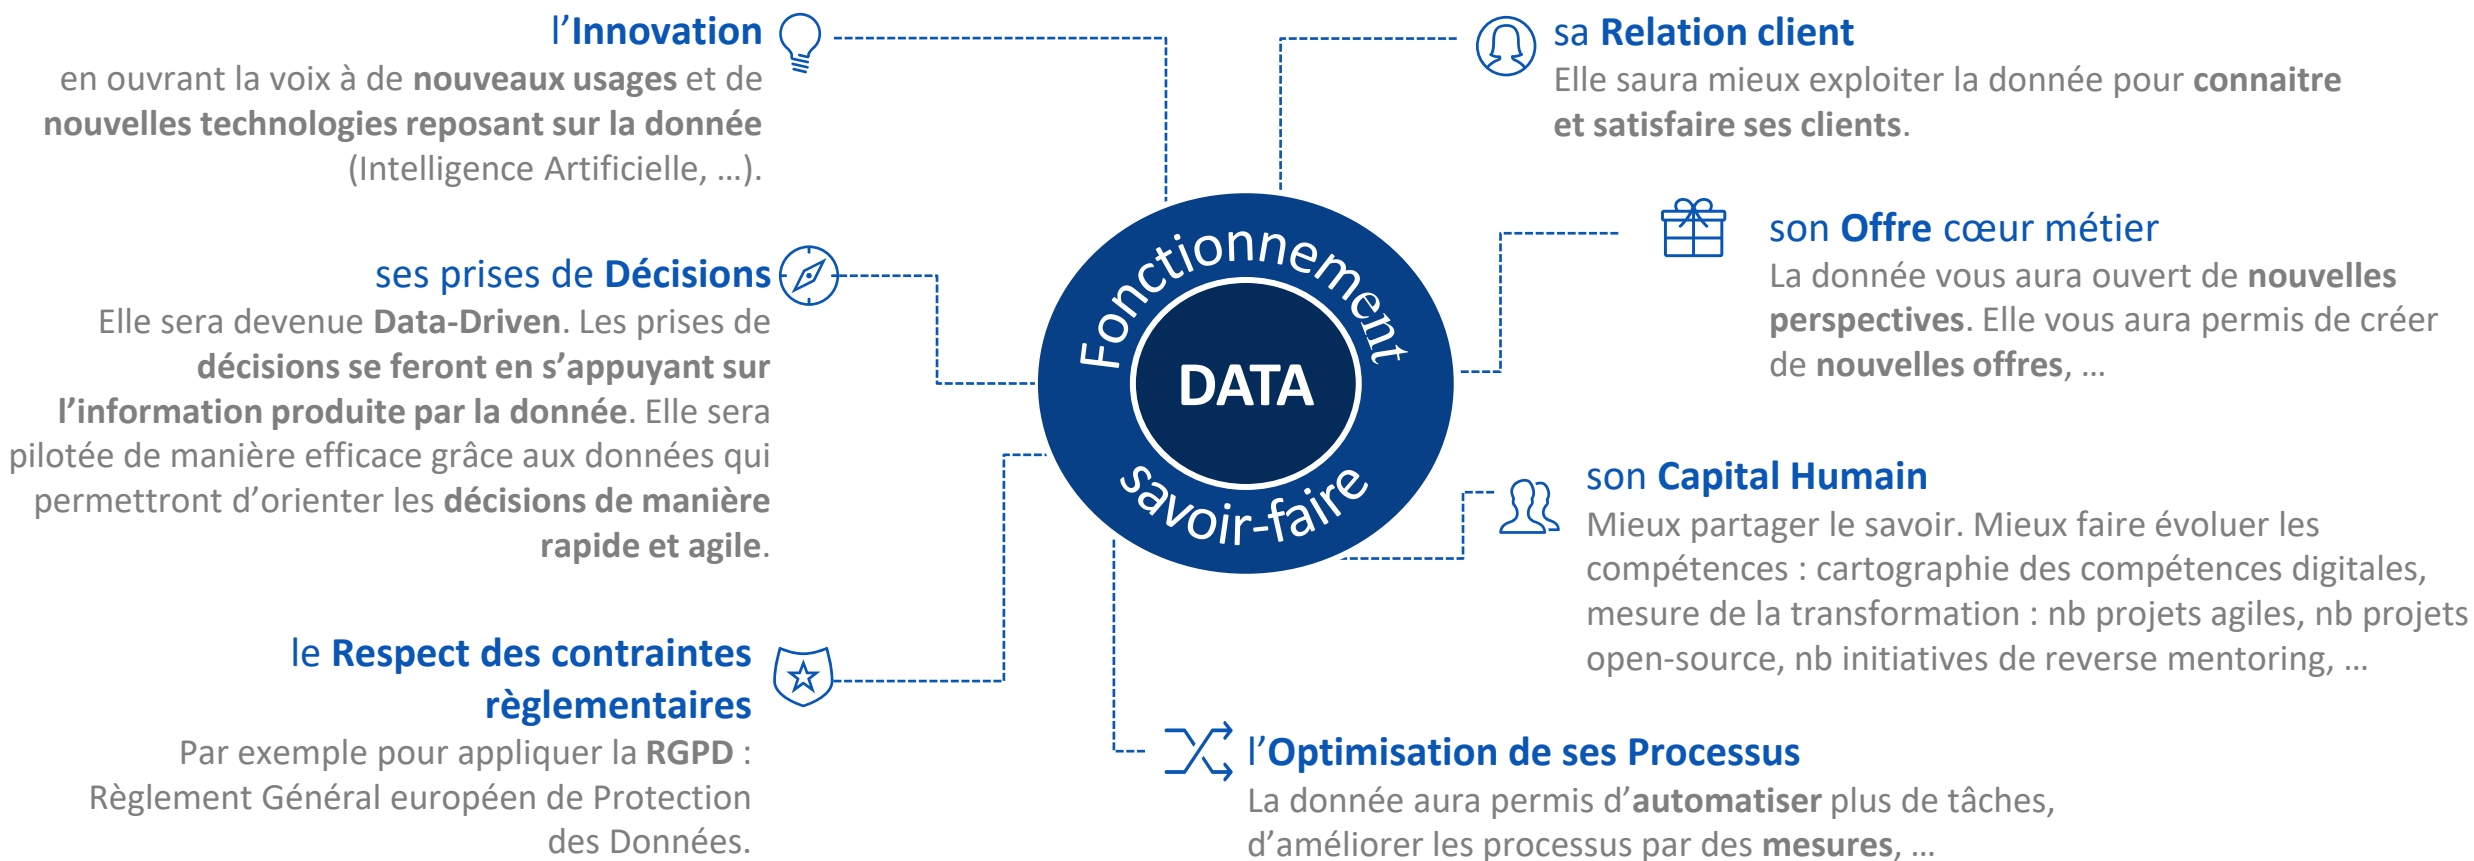 l’Innovation
en ouvrant la voix à de nouveaux usages et de
nouvelles technologies reposant sur la donnée
(Intelligence Artificielle, …).
ses prises de Décisions
Elle sera devenue Data-Driven. Les prises de
décisions se feront en s’appuyant sur
l’information produite par la donnée. Elle sera
pilotée de manière efficace grâce aux données qui
permettront d’orienter les décisions de manière
rapide et agile.
le Respect des contraintes
règlementaires
Par exemple pour appliquer la RGPD :
Règlement Général européen de Protection
des Données.
Fonctionnement
DATA
savoir-faire
sa Relation client
Elle saura mieux exploiter la donnée pour connaitre
et satisfaire ses clients.
son Offre cœur métier
La donnée vous aura ouvert de nouvelles
perspectives. Elle vous aura permis de créer
de nouvelles offres, …
son Capital Humain
Mieux partager le savoir. Mieux faire évoluer les
compétences : cartographie des compétences digitales,
mesure de la transformation : nb projets agiles, nb projets
open-source, nb initiatives de reverse mentoring, …
l’Optimisation de ses Processus
La donnée aura permis d’automatiser plus de tâches,
d’améliorer les processus par des mesures, …